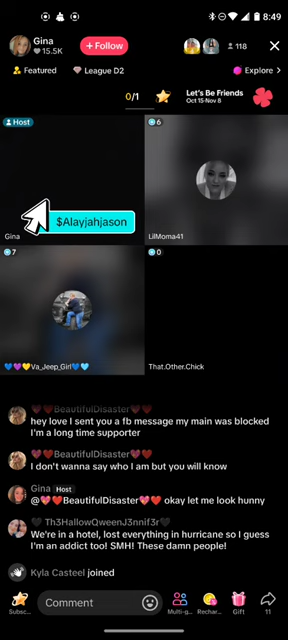 8:49
Gina
15.5K
+ Follow
118
Featured
League D2
Explore >
0/1
Let's Be Friends
Oct 15-Nov 8
Host
6
$Alayjahjason
Gina
LilMoma41
7
0
💙💜💛Va_Jeep_Girl💙🩵
That.Other.Chick
💖❤️BeautifulDisaster💖❤️
hey love I sent you a fb message my main was blocked
I'm a long time supporter
💖❤️BeautifulDisaster💖❤️
I don't wanna say who I am but you will know
Gina Host
@💖❤️BeautifulDisaster💖❤️ okay let me look hunny
🖤 Th3HallowQweenJ3nnif3r🖤
We're in a hotel, lost everything in hurricane so I guess
I'm an addict too! SMH! These damn people!
Kyla Casteel joined
Comment
Subsc...
Multi-g...
Rechar...
Gift
11